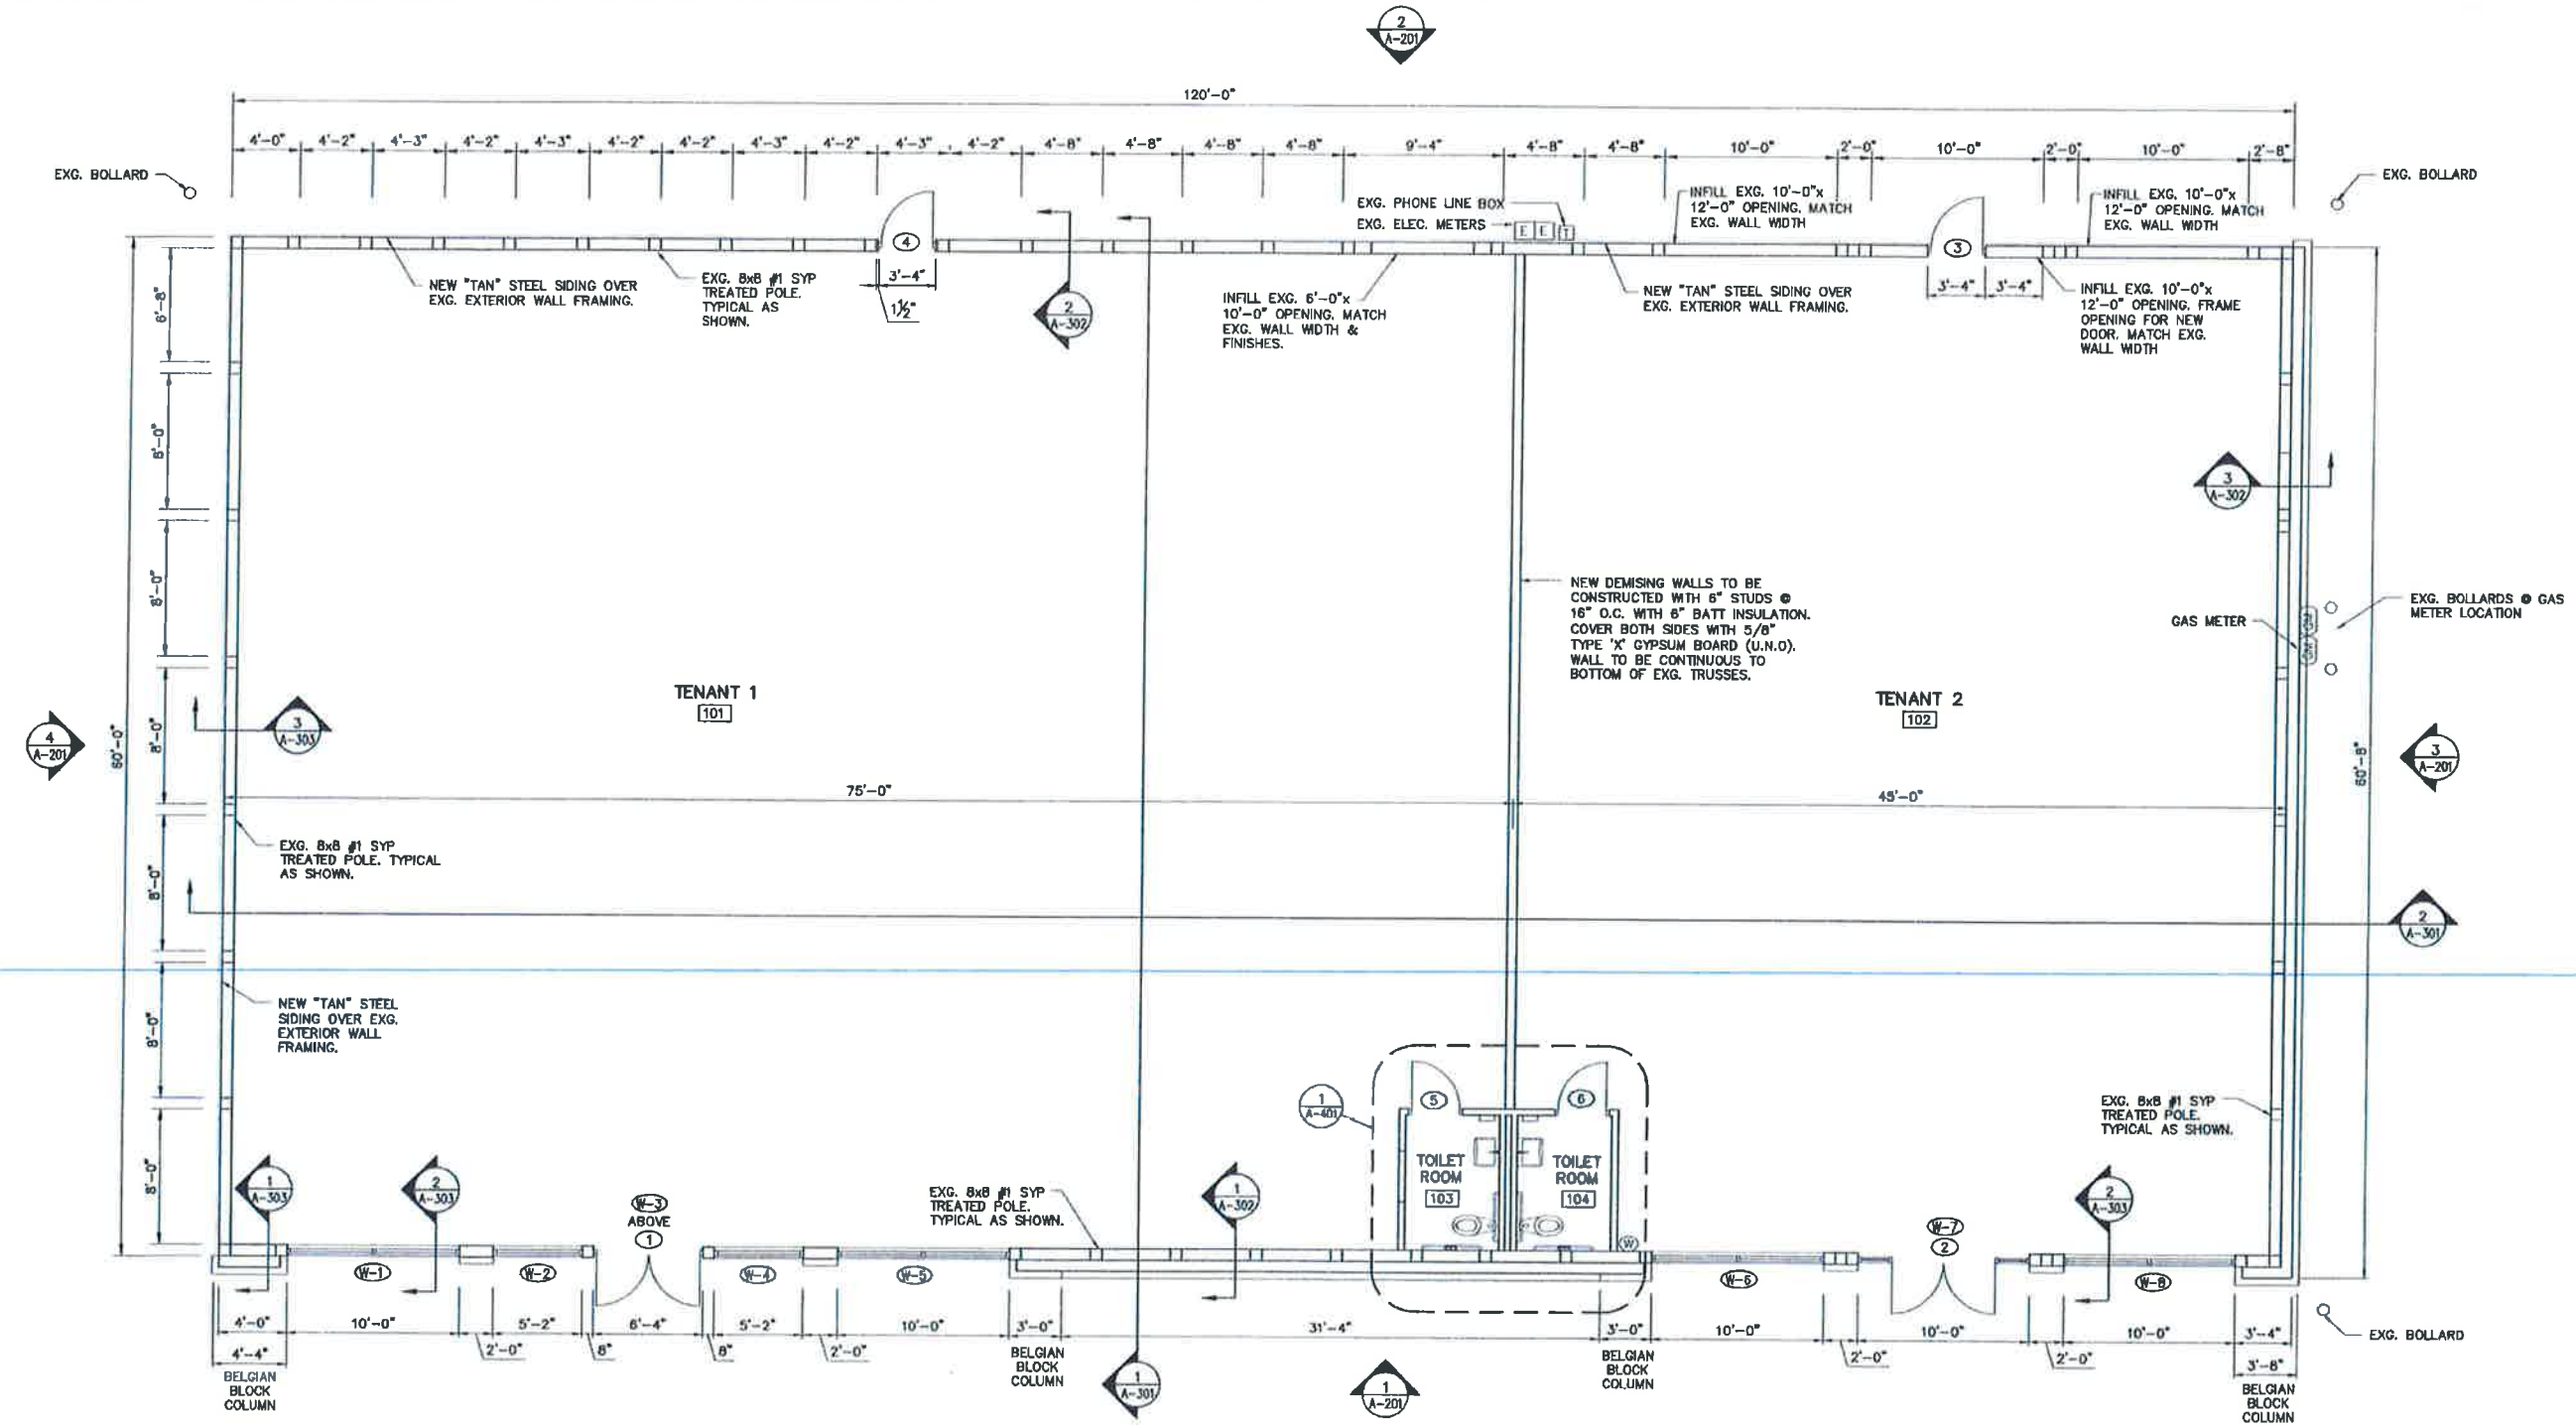 2
A-201
120'-0"
4'-0" 4'-2" 4'-3" 4'-2" 4'-3" 4'-2" 4'-2" 4'-3" 4'-2" 4'-3" 4'-2" 4'-8" 4'-8" 4'-8" 4'-8" 9'-4" 4'-8" 4'-8" 10'-0" 2'-0" 10'-0" 2'-0" 10'-0" 2'-8"
EXG. BOLLARD
EXG. BOLLARD
EXG. PHONE LINE BOX
EXG. ELEC. METERS
E E T
INFILL EXG. 10'-0"x
12'-0" OPENING. MATCH
EXG. WALL WIDTH
INFILL EXG. 10'-0"x
12'-0" OPENING. MATCH
EXG. WALL WIDTH
4
3
3'-4"
1½"
3'-4" 3'-4"
NEW "TAN" STEEL SIDING OVER
EXG. EXTERIOR WALL FRAMING.
EXG. 8x8 #1 SYP
TREATED POLE.
TYPICAL AS
SHOWN.
2
A-302
INFILL EXG. 6'-0"x
10'-0" OPENING. MATCH
EXG. WALL WIDTH &
FINISHES.
NEW "TAN" STEEL SIDING OVER
EXG. EXTERIOR WALL FRAMING.
INFILL EXG. 10'-0"x
12'-0" OPENING. FRAME
OPENING FOR NEW
DOOR. MATCH EXG.
WALL WIDTH
6'-8"
8'-0"
8'-0"
8'-0"
8'-0"
8'-0"
8'-0"
60'-0"
3
A-302
NEW DEMISING WALLS TO BE
CONSTRUCTED WITH 6" STUDS @
16" O.C. WITH 6" BATT INSULATION.
COVER BOTH SIDES WITH 5/8"
TYPE 'X' GYPSUM BOARD (U.N.O).
WALL TO BE CONTINUOUS TO
BOTTOM OF EXG. TRUSSES.
GAS METER
GM GM
EXG. BOLLARDS @ GAS
METER LOCATION
TENANT 1
101
TENANT 2
102
4
A-201
3
A-303
3
A-201
60'-8"
75'-0"
45'-0"
EXG. 8x8 #1 SYP
TREATED POLE. TYPICAL
AS SHOWN.
2
A-301
NEW "TAN" STEEL
SIDING OVER EXG.
EXTERIOR WALL
FRAMING.
1
A-401
5
6
EXG. 8x8 #1 SYP
TREATED POLE.
TYPICAL AS SHOWN.
TOILET
ROOM
103
TOILET
ROOM
104
1
A-303
2
A-303
W-3
ABOVE
1
EXG. 8x8 #1 SYP
TREATED POLE.
TYPICAL AS SHOWN.
1
A-302
W
W-7
2
2
A-303
W-1
W-2
W-4
W-5
W-6
W-8
4'-0" 10'-0" 2'-0" 5'-2" 8" 6'-4" 8" 5'-2" 2'-0" 10'-0" 3'-0" 31'-4" 3'-0" 10'-0" 2'-0" 10'-0" 2'-0" 10'-0" 3'-4"
4'-4"
3'-8"
EXG. BOLLARD
BELGIAN
BLOCK
COLUMN
BELGIAN
BLOCK
COLUMN
1
A-301
1
A-201
BELGIAN
BLOCK
COLUMN
BELGIAN
BLOCK
COLUMN